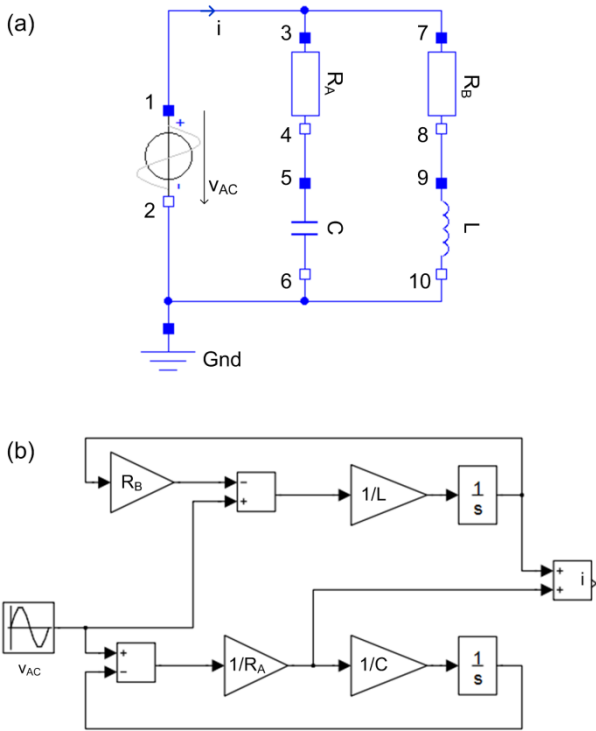 (a)
i
3
7
R_A
R_B
1
+
4
8
5
9
v_AC
-
2
C
L
6
10
Gnd
(b)
R_B
−
+
1/L
1
s
+
+
i
v_AC
+
−
1/R_A
1/C
1
s